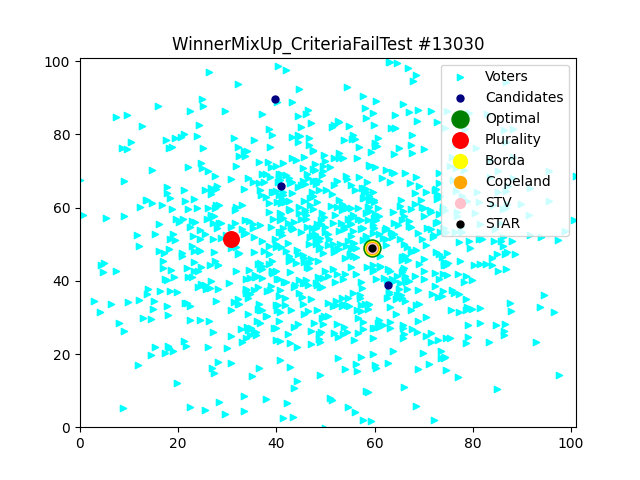 WinnerMixUp_CriteriaFailTest #13030
100
80
60
40
20
0
0
20
40
60
80
100
Voters
Candidates
Optimal
Plurality
Borda
Copeland
STV
STAR